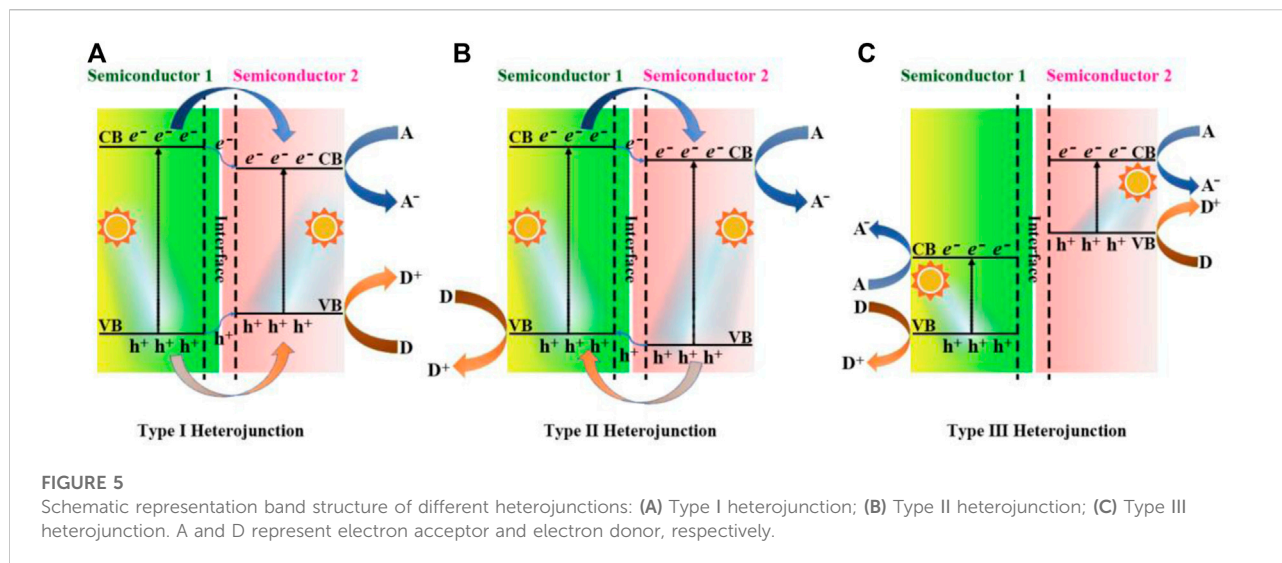 A
Semiconductor 1 Semiconductor 2
CB e⁻ e⁻ e⁻
e⁻
e⁻ e⁻ e⁻ CB
A
A⁻
Interface
D⁺
VB
VB
h⁺ h⁺ h⁺
h⁺
h⁺ h⁺ h⁺
D
Type I Heterojunction
B
Semiconductor 1 Semiconductor 2
CB e⁻ e⁻ e⁻
e⁻
e⁻ e⁻ e⁻ CB
A
A⁻
Interface
D
VB
D⁺
h⁺ h⁺ h⁺
h⁺
VB
h⁺ h⁺ h⁺
Type II Heterojunction
C
Semiconductor 1
Semiconductor 2
e⁻ e⁻ e⁻ CB
A
A⁻
D⁺
h⁺ h⁺ h⁺ VB
D
Interface
A⁻
CB e⁻ e⁻ e⁻
A
D
VB
h⁺ h⁺ h⁺
D⁺
Type III Heterojunction
FIGURE 5
Schematic representation band structure of different heterojunctions: (A) Type I heterojunction; (B) Type II heterojunction; (C) Type III
heterojunction. A and D represent electron acceptor and electron donor, respectively.